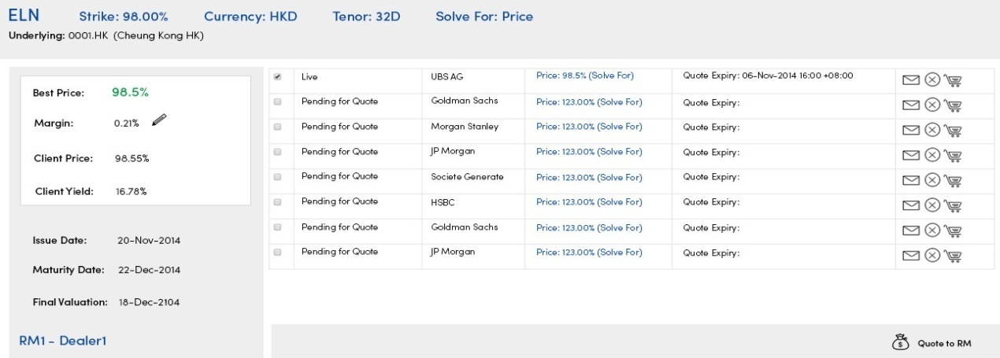 ELN Strike: 98.00% Currency: HKD Tenor: 32D Solve For: Price
Underlying: 0001.HK (Cheung Kong HK)
Best Price: 98.5%
Margin: 0.21%
Client Price: 98.55%
Client Yield: 16.78%
Issue Date: 20-Nov-2014
Maturity Date: 22-Dec-2014
Final Valuation: 18-Dec-2104
RM1 - Dealer1
Live UBS AG Price: 98.5% (Solve For) Quote Expiry: 06-Nov-2014 16:00 +08:00
Pending for Quote Goldman Sachs Price: 123.00% (Solve For) Quote Expiry:
Pending for Quote Morgan Stanley Price: 123.00% (Solve For) Quote Expiry:
Pending for Quote JP Morgan Price: 123.00% (Solve For) Quote Expiry:
Pending for Quote Societe Generate Price: 123.00% (Solve For) Quote Expiry:
Pending for Quote HSBC Price: 123.00% (Solve For) Quote Expiry:
Pending for Quote Goldman Sachs Price: 123.00% (Solve For) Quote Expiry:
Pending for Quote JP Morgan Price: 123.00% (Solve For) Quote Expiry:
$ Quote to RM